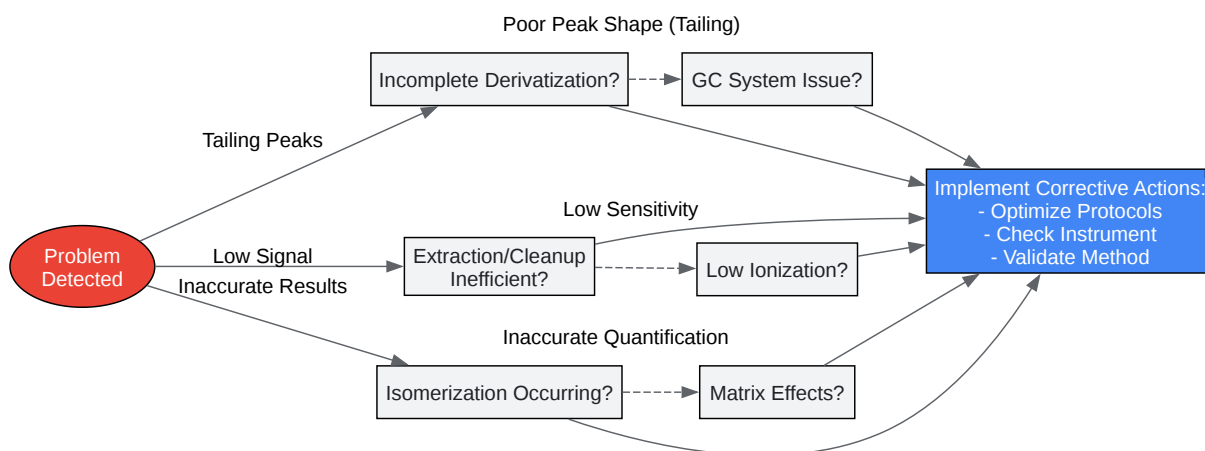 Poor Peak Shape (Tailing)
Incomplete Derivatization?
GC System Issue?
Tailing Peaks
Implement Corrective Actions:
- Optimize Protocols
- Check Instrument
- Validate Method
Low Sensitivity
Problem
Detected
Low Signal
Extraction/Cleanup
Inefficient?
Low Ionization?
Inaccurate Results
Inaccurate Quantification
Isomerization Occurring?
Matrix Effects?